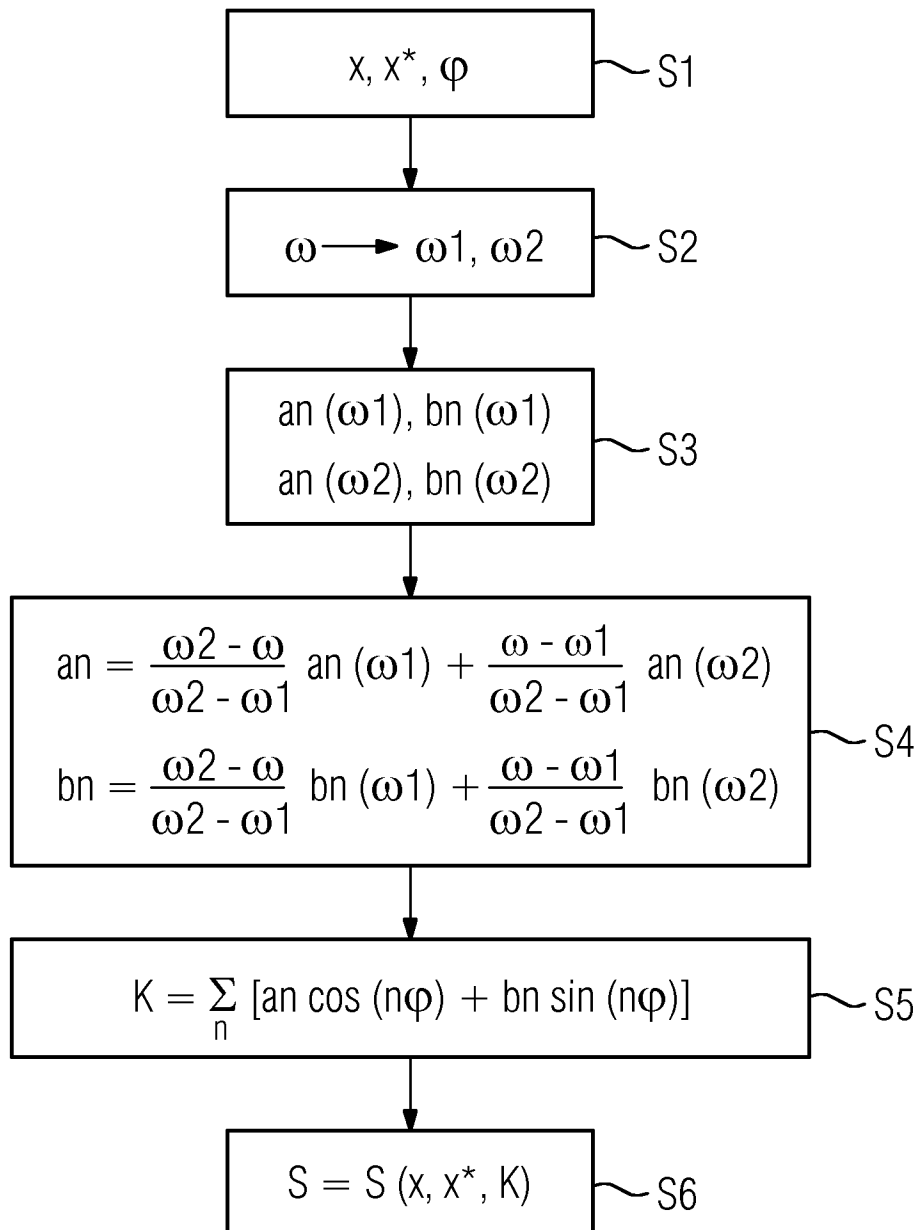 x, x*, φ
S1
ω → ω1, ω2
S2
an (ω1), bn (ω1)
an (ω2), bn (ω2)
S3
an = (ω2 - ω)/(ω2 - ω1) an (ω1) + (ω - ω1)/(ω2 - ω1) an (ω2)
bn = (ω2 - ω)/(ω2 - ω1) bn (ω1) + (ω - ω1)/(ω2 - ω1) bn (ω2)
S4
K = Σn [an cos (nφ) + bn sin (nφ)]
S5
S = S (x, x*, K)
S6